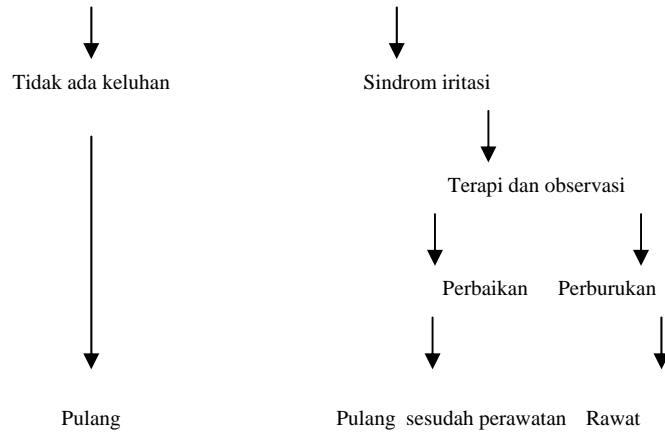 Tidak ada keluhan Sindrom iritasi
Terapi dan observasi
Perbaikan Perburukan
Pulang Pulang sesudah perawatan Rawat